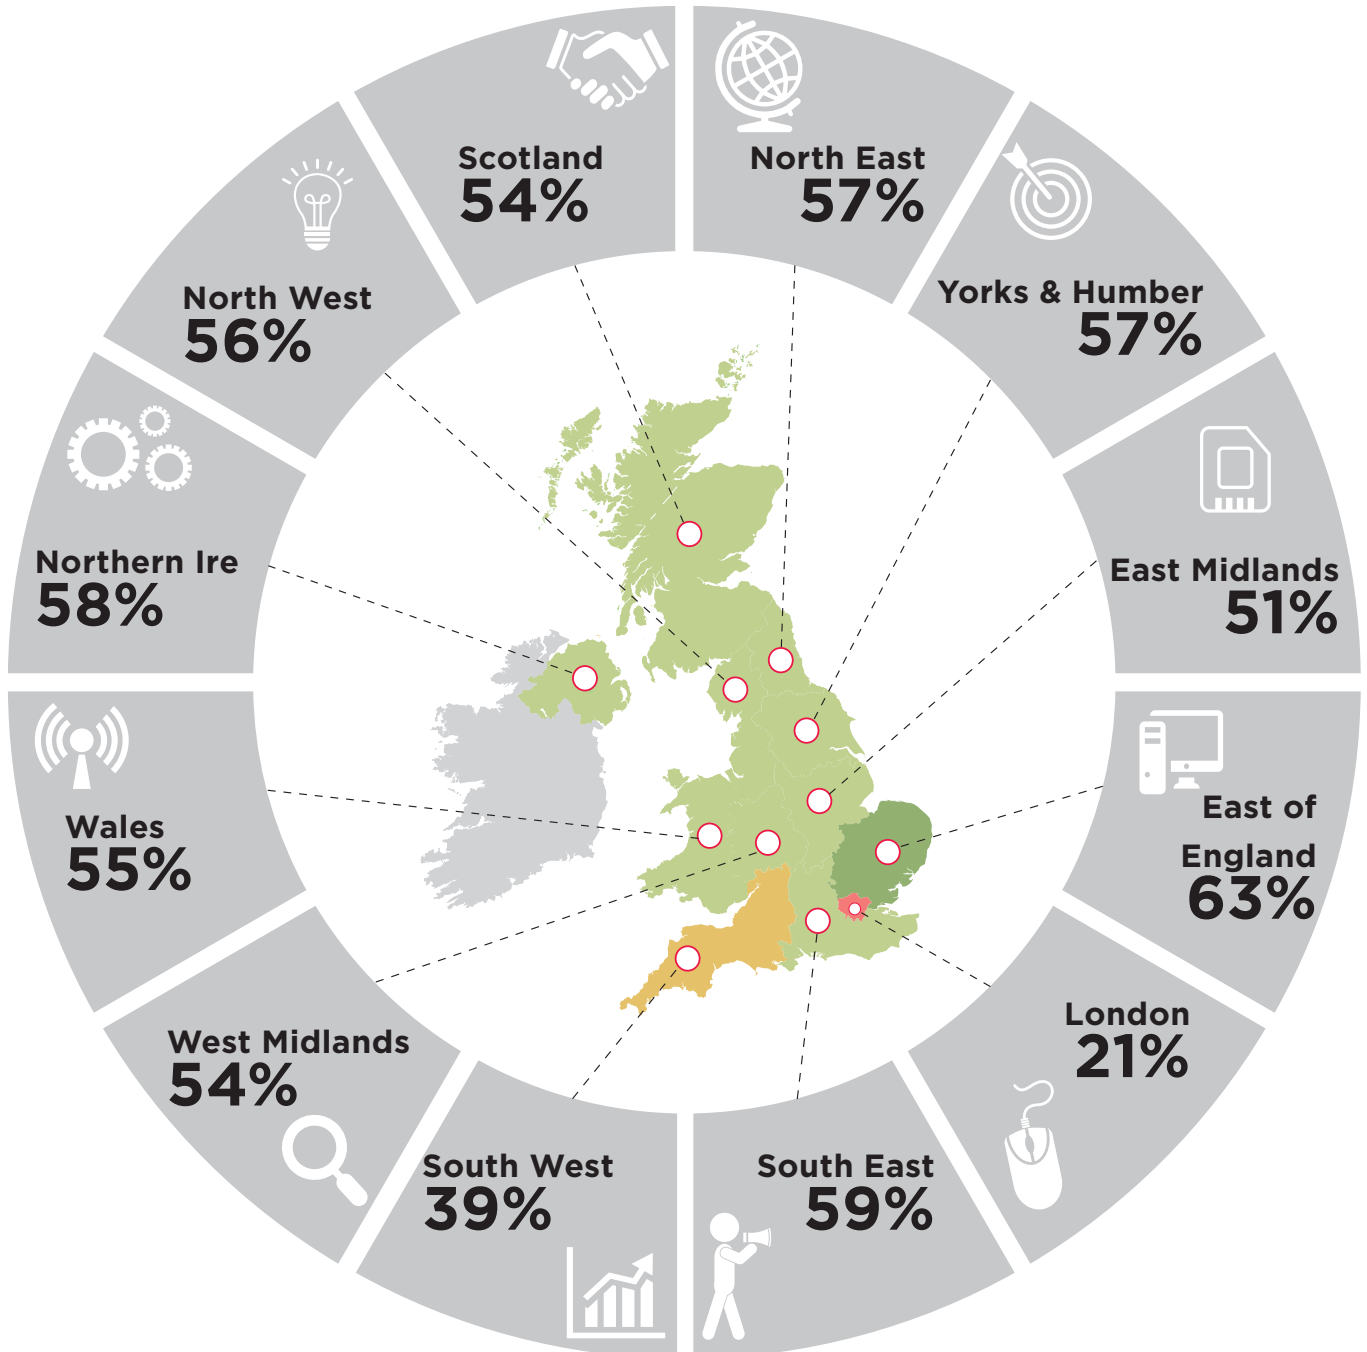 Scotland
54%
North East
57%
North West
56%
Yorks & Humber
57%
Northern Ire
58%
East Midlands
51%
Wales
55%
East of
England
63%
West Midlands
54%
London
21%
South West
39%
South East
59%